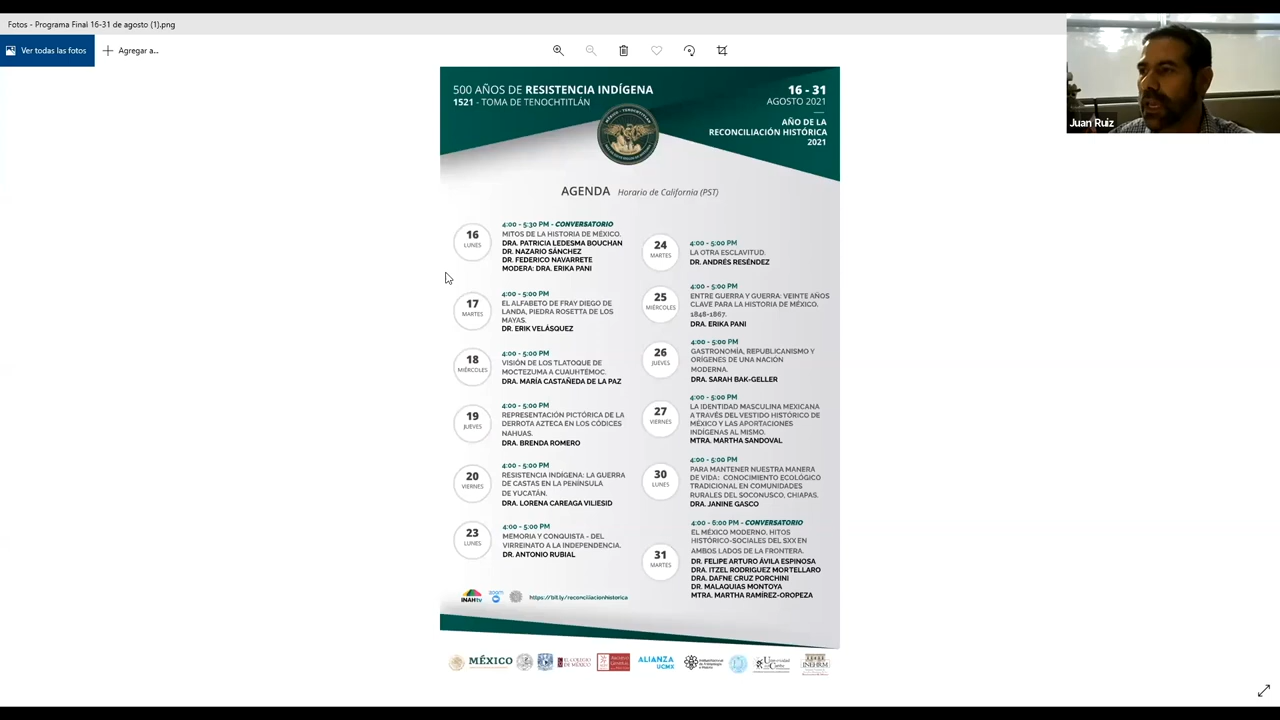 Fotos - Programa Final 16-31 de agosto (1).png
Ver todas las fotos
Agregar a...
Juan Ruiz
500 AÑOS DE RESISTENCIA INDÍGENA
1521 - TOMA DE TENOCHTITLÁN
16 - 31
AGOSTO 2021
AÑO DE LA
RECONCILIACIÓN HISTÓRICA
2021
AGENDA Horario de California (PST)
16
LUNES
4:00 - 5:30 PM - CONVERSATORIO
MITOS DE LA HISTORIA DE MÉXICO.
DRA. PATRICIA LEDESMA BOUCHAN
DR. NAZARIO SÁNCHEZ
DR. FEDERICO NAVARRETE
MODERA: DRA. ERIKA PANI
17
MARTES
4:00 - 5:00 PM
EL ALFABETO DE FRAY DIEGO DE
LANDA, PIEDRA ROSETTA DE LOS
MAYAS.
DR. ERIK VELÁSQUEZ
18
MIÉRCOLES
4:00 - 5:00 PM
VISIÓN DE LOS TLATOQUE DE
MOCTEZUMA A CUAUHTEMOC.
DRA. MARÍA CASTAÑEDA DE LA PAZ
19
JUEVES
4:00 - 5:00 PM
REPRESENTACIÓN PICTÓRICA DE LA
DERROTA AZTECA EN LOS CÓDICES
NAHUAS.
DRA. BRENDA ROMERO
20
VIERNES
4:00 - 5:00 PM
RESISTENCIA INDÍGENA: LA GUERRA
DE CASTAS EN LA PENÍNSULA
DE YUCATÁN.
DRA. LORENA CAREAGA VILIESID
23
LUNES
4:00 - 5:00 PM
MEMORIA Y CONQUISTA - DEL
VIRREINATO A LA INDEPENDENCIA.
DR. ANTONIO RUBIAL
24
MARTES
4:00 - 5:00 PM
LA OTRA ESCLAVITUD.
DR. ANDRÉS RESÉNDEZ
25
MIÉRCOLES
4:00 - 5:00 PM
ENTRE GUERRA Y GUERRA: VEINTE AÑOS
CLAVE PARA LA HISTORIA DE MÉXICO,
1848-1867.
DRA. ERIKA PANI
26
JUEVES
4:00 - 5:00 PM
GASTRONOMÍA, REPUBLICANISMO Y
ORÍGENES DE UNA NACIÓN
MODERNA.
DRA. SARAH BAK-GELLER
27
VIERNES
4:00 - 5:00 PM
LA IDENTIDAD MASCULINA MEXICANA
A TRAVÉS DEL VESTIDO HISTÓRICO DE
MÉXICO Y LAS APORTACIONES
INDÍGENAS AL MISMO.
MTRA. MARTHA SANDOVAL
30
LUNES
4:00 - 5:00 PM
PARA MANTENER NUESTRA MANERA
DE VIDA: CONOCIMIENTO ECOLÓGICO
TRADICIONAL EN COMUNIDADES
RURALES DEL SOCONUSCO, CHIAPAS.
DRA. JANINE GASCO
31
MARTES
4:00 - 6:00 PM - CONVERSATORIO
EL MÉXICO MODERNO, HITOS
HISTÓRICO-SOCIALES DEL SXX EN
AMBOS LADOS DE LA FRONTERA.
DR. FELIPE ARTURO ÁVILA ESPINOSA
DRA. ITZEL RODRIGUEZ MORTELLARO
DRA. DAFNE CRUZ PORCHINI
DR. MALAQUIAS MONTOYA
MTRA. MARTHA RAMÍREZ-OROPEZA
INAHtv
zoom
https://bit.ly/reconciliacionhistorica
MÉXICO
EL COLEGIO
DE MÉXICO
ALIANZA
UCMX
INEHRM